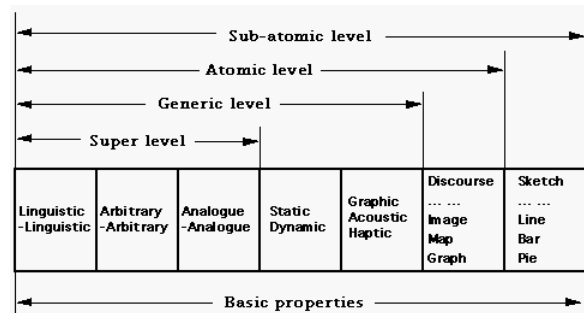 Sub-atomic level
Atomic level
Generic level
Super level
Linguistic
-Linguistic
Arbitrary
-Arbitrary
Analogue
-Analogue
Static
Dynamic
Graphic
Acoustic
Haptic
Discourse
... ...
Image
Map
Graph
Sketch
... ...
Line
Bar
Pie
Basic properties